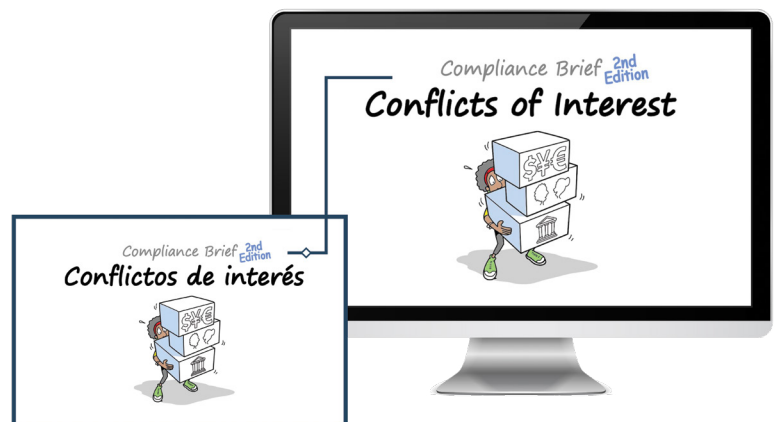 Compliance Brief 2nd Edition
Conflicts of Interest
$¥€
Compliance Brief 2nd Edition
Conflictos de interés
$¥€